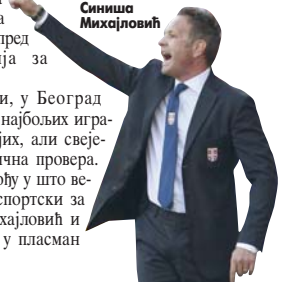 Синиша
Михајловић
а
пред
ја за
и, у Београд
најбољих игра-
јих, али свеје-
чна провера.
ођу у што ве-
спортски за
хајловић и
у пласман